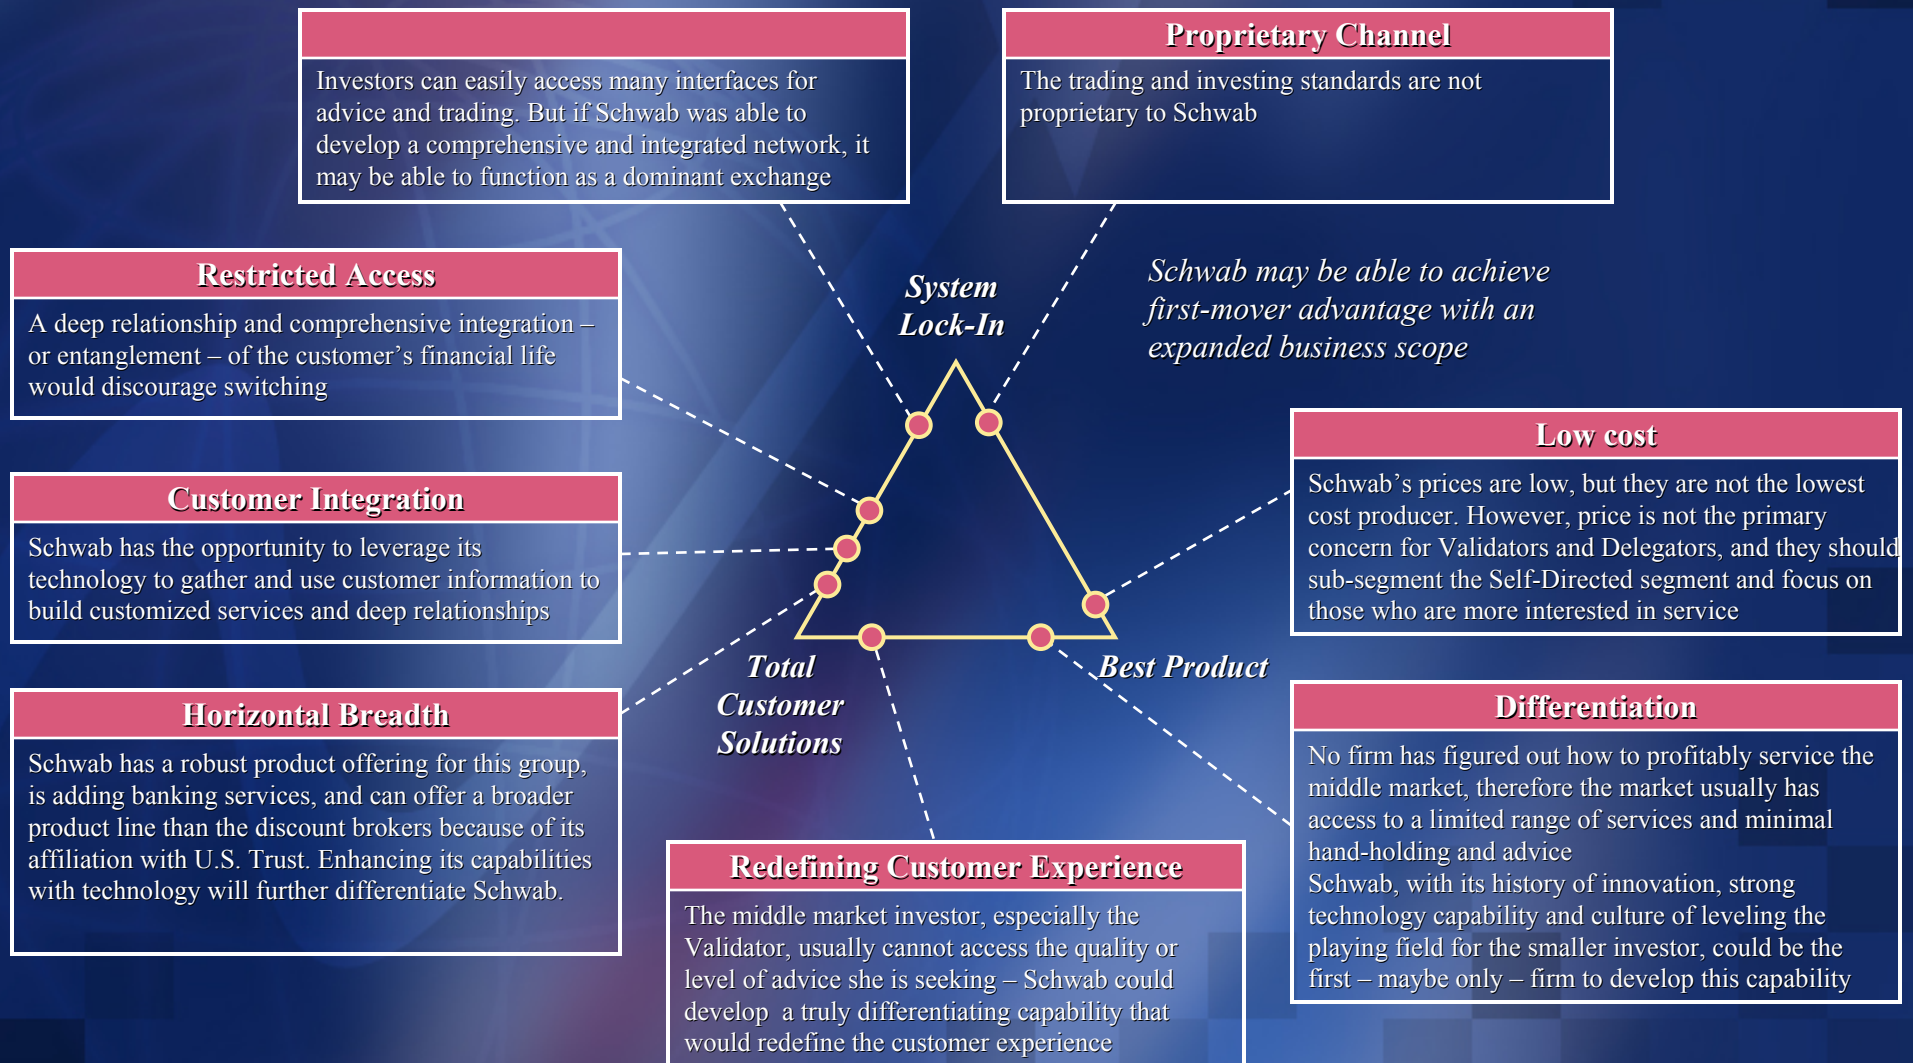 Investors can easily access many interfaces for
advice and trading. But if Schwab was able to
develop a comprehensive and integrated network, it
may be able to function as a dominant exchange
Proprietary Channel
The trading and investing standards are not
proprietary to Schwab
Restricted Access
A deep relationship and comprehensive integration –
or entanglement – of the customer’s financial life
would discourage switching
System
Lock-In
Schwab may be able to achieve
first-mover advantage with an
expanded business scope
Customer Integration
Schwab has the opportunity to leverage its
technology to gather and use customer information to
build customized services and deep relationships
Low cost
Schwab’s prices are low, but they are not the lowest
cost producer. However, price is not the primary
concern for Validators and Delegators, and they should
sub-segment the Self-Directed segment and focus on
those who are more interested in service
Total
Customer
Solutions
Best Product
Horizontal Breadth
Schwab has a robust product offering for this group,
is adding banking services, and can offer a broader
product line than the discount brokers because of its
affiliation with U.S. Trust. Enhancing its capabilities
with technology will further differentiate Schwab.
Differentiation
No firm has figured out how to profitably service the
middle market, therefore the market usually has
access to a limited range of services and minimal
hand-holding and advice
Schwab, with its history of innovation, strong
technology capability and culture of leveling the
playing field for the smaller investor, could be the
first – maybe only – firm to develop this capability
Redefining Customer Experience
The middle market investor, especially the
Validator, usually cannot access the quality or
level of advice she is seeking – Schwab could
develop a truly differentiating capability that
would redefine the customer experience